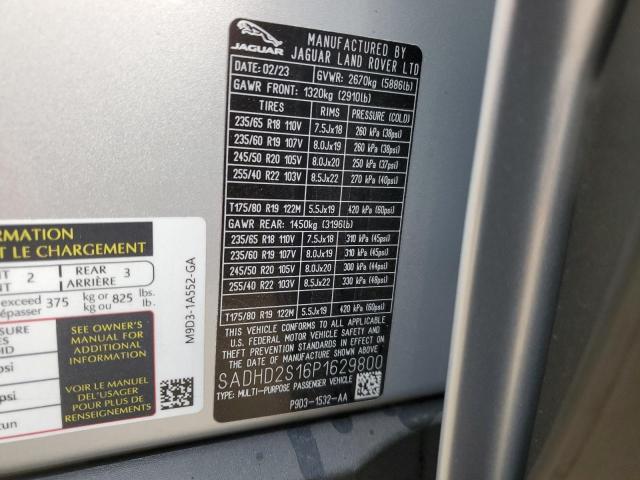 JAGUAR
MANUFACTURED BY
JAGUAR LAND ROVER LTD
DATE: 02/23 GVWR: 2670kg (5886lb)
GAWR FRONT: 1320kg (2910lb)
TIRES RIMS PRESSURE (COLD)
235/65 R18 110V 7.5Jx18 260 kPa (38psi)
235/60 R19 107V 8.0Jx19 260 kPa (38psi)
245/50 R20 105V 8.0Jx20 250 kPa (37psi)
255/40 R22 103V 8.5Jx22 270 kPa (40psi)
T175/80 R19 122M 5.5Jx19 420 kPa (60psi)
GAWR REAR: 1450kg (3196lb)
235/65 R18 110V 7.5Jx18 310 kPa (45psi)
235/60 R19 107V 8.0Jx19 310 kPa (45psi)
245/50 R20 105V 8.0Jx20 300 kPa (44psi)
255/40 R22 103V 8.5Jx22 330 kPa (48psi)
T175/80 R19 122M 5.5Jx19 420 kPa (60psi)
THIS VEHICLE CONFORMS TO ALL APPLICABLE
U.S. FEDERAL MOTOR VEHICLE SAFETY STANDARDS
IN EFFECT ON THE DATE OF MANUFACTURE SHOWN ABOVE.
SADHD2S16P1629800
TYPE: MULTI-PURPOSE PASSENGER VEHICLE
P9D3-1532-AA
RMATION
T LE CHARGEMENT
2 REAR 3
ARRIÈRE
exceed 375 kg or 825 lbs.
épasser kg ou lb.
SEE OWNER'S
MANUAL FOR
ADDITIONAL
INFORMATION
VOIR LE MANUEL
DE L'USAGER
POUR PLUS DE
RENSEIGNEMENTS
M9D3-1A552-GA